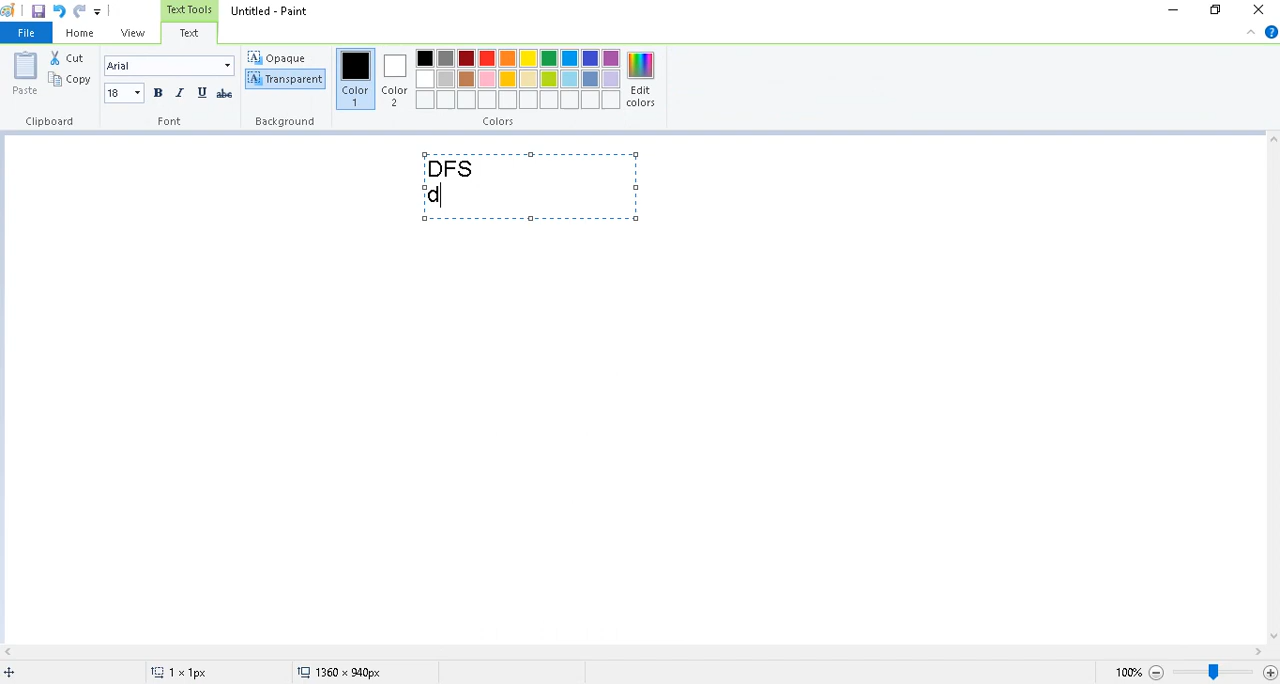 Text Tools
Untitled - Paint
File
Home
View
Text
Paste
Cut
Copy
Clipboard
Arial
18
B I U abc
Font
Opaque
Transparent
Background
Color 1
Color 2
Edit colors
Colors
DFS
d
1 × 1px
1360 × 940px
100%